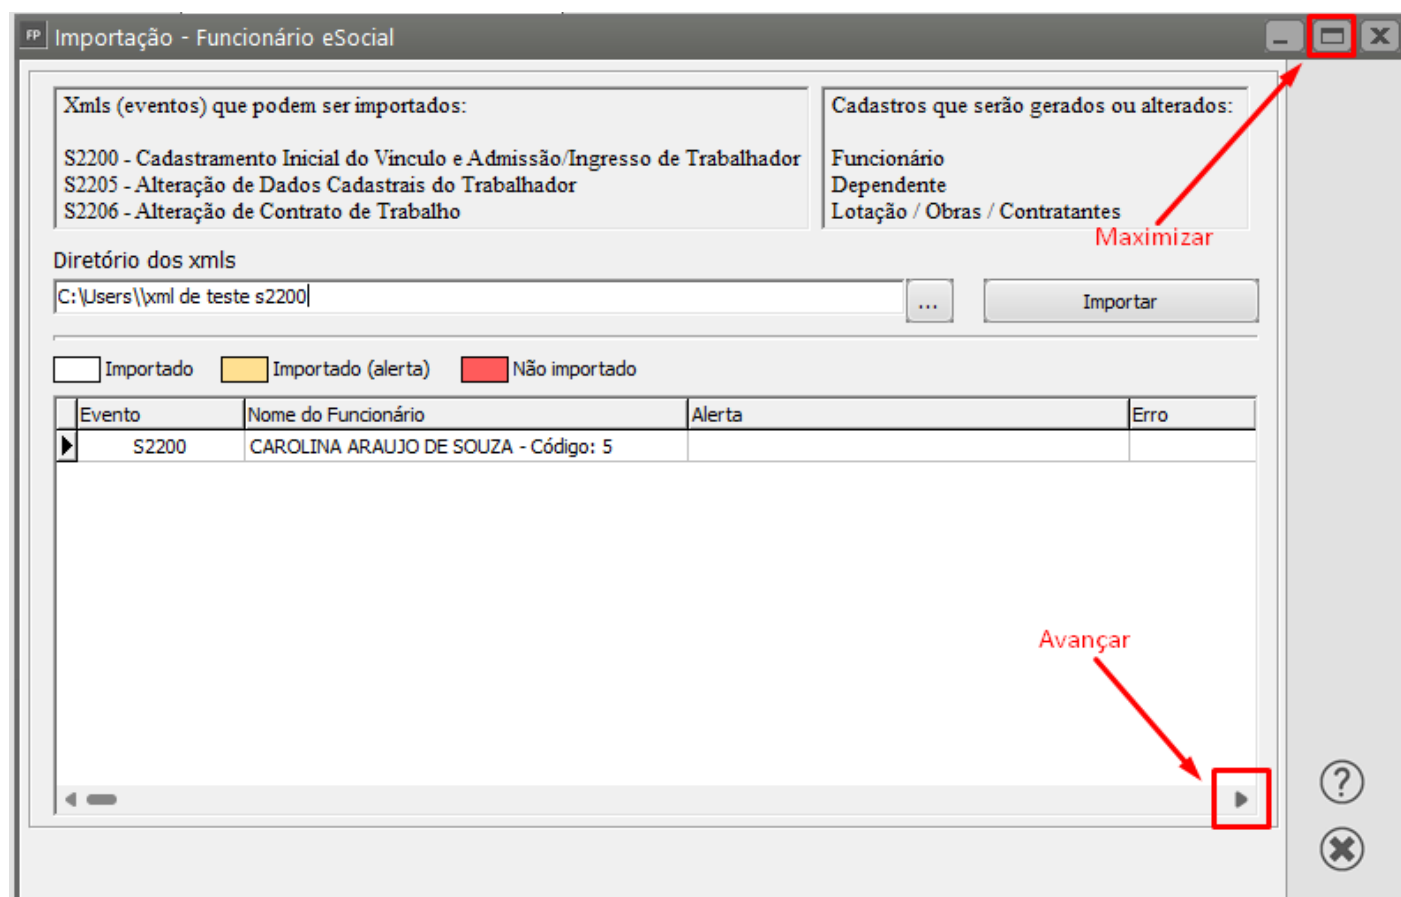 FP Importação - Funcionário eSocial
Xmls (eventos) que podem ser importados:
S2200 - Cadastramento Inicial do Vínculo e Admissão/Ingresso de Trabalhador
S2205 - Alteração de Dados Cadastrais do Trabalhador
S2206 - Alteração de Contrato de Trabalho
Cadastros que serão gerados ou alterados:
Funcionário
Dependente
Lotação / Obras / Contratantes
Maximizar
Diretório dos xmls
C:\Users\\xml de teste s2200
...
Importar
Importado Importado (alerta) Não importado
Evento Nome do Funcionário Alerta Erro
S2200 CAROLINA ARAUJO DE SOUZA - Código: 5
Avançar
?